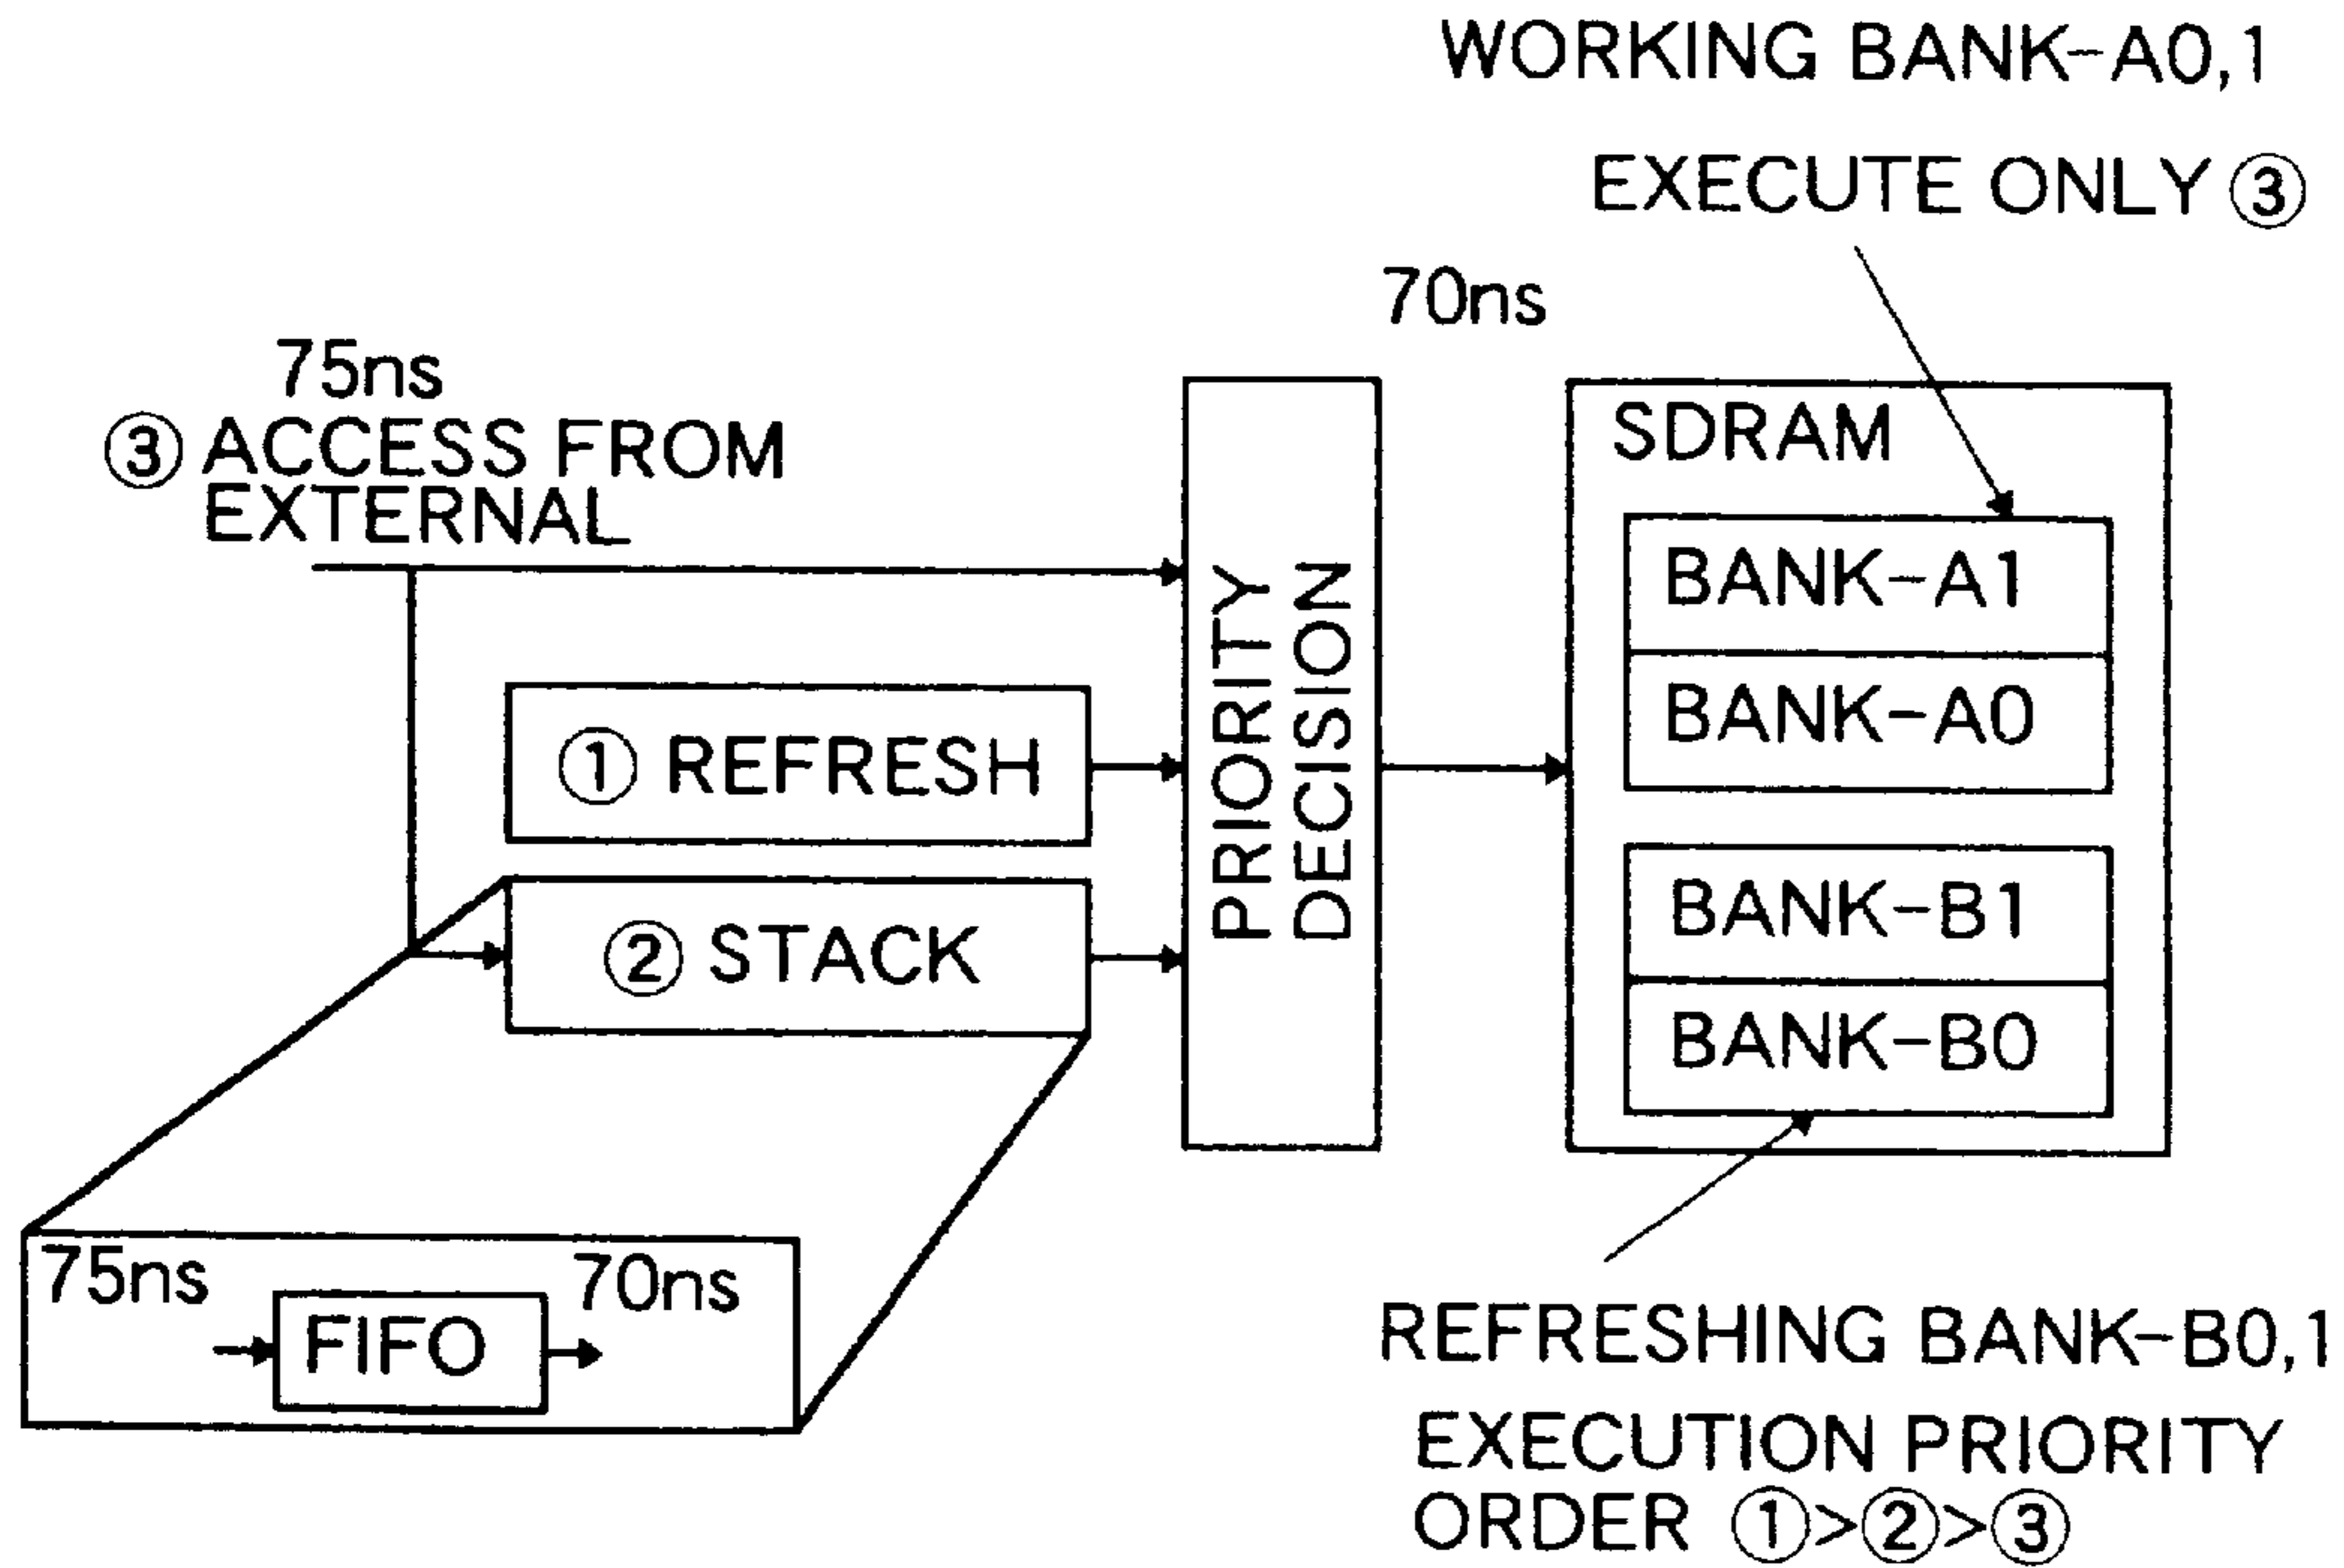 WORKING BANK-A0,1
EXECUTE ONLY ③
70ns
75ns
③ ACCESS FROM
EXTERNAL
SDRAM
BANK-A1
BANK-A0
PRIORITY
DECISION
① REFRESH
② STACK
BANK-B1
BANK-B0
75ns
70ns
FIFO
REFRESHING BANK-B0,1
EXECUTION PRIORITY
ORDER ①>②>③